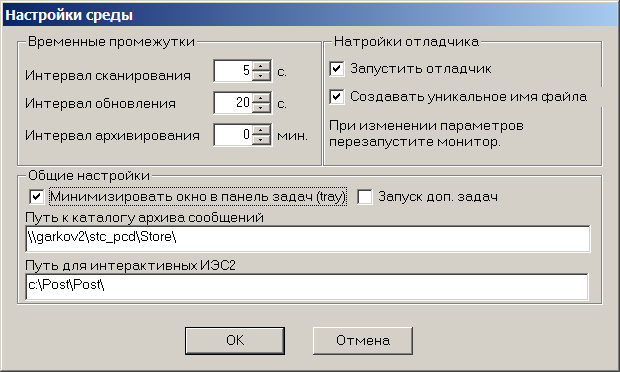 Настройки среды
Временные промежутки
Интервал сканирования 5 с.
Интервал обновления 20 с.
Интервал архивирования 0 мин.
Натройки отладчика
Запустить отладчик
Создавать уникальное имя файла
При изменении параметров
перезапустите монитор.
Общие настройки
Минимизировать окно в панель задач (tray)
Запуск доп. задач
Путь к каталогу архива сообщений
\\garkov2\stc_pcd\Store\
Путь для интерактивных ИЭС2
c:\Post\Post\
OK
Отмена